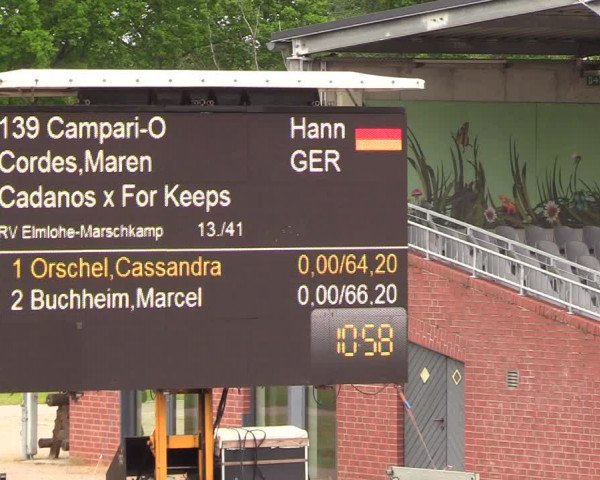 139 Campari-O Hann
Cordes,Maren GER
Cadanos x For Keeps
RV Elmlohe-Marschkamp 13./41
1 Orschel,Cassandra 0,00/64,20
2 Buchheim,Marcel 0,00/66,20
10:58